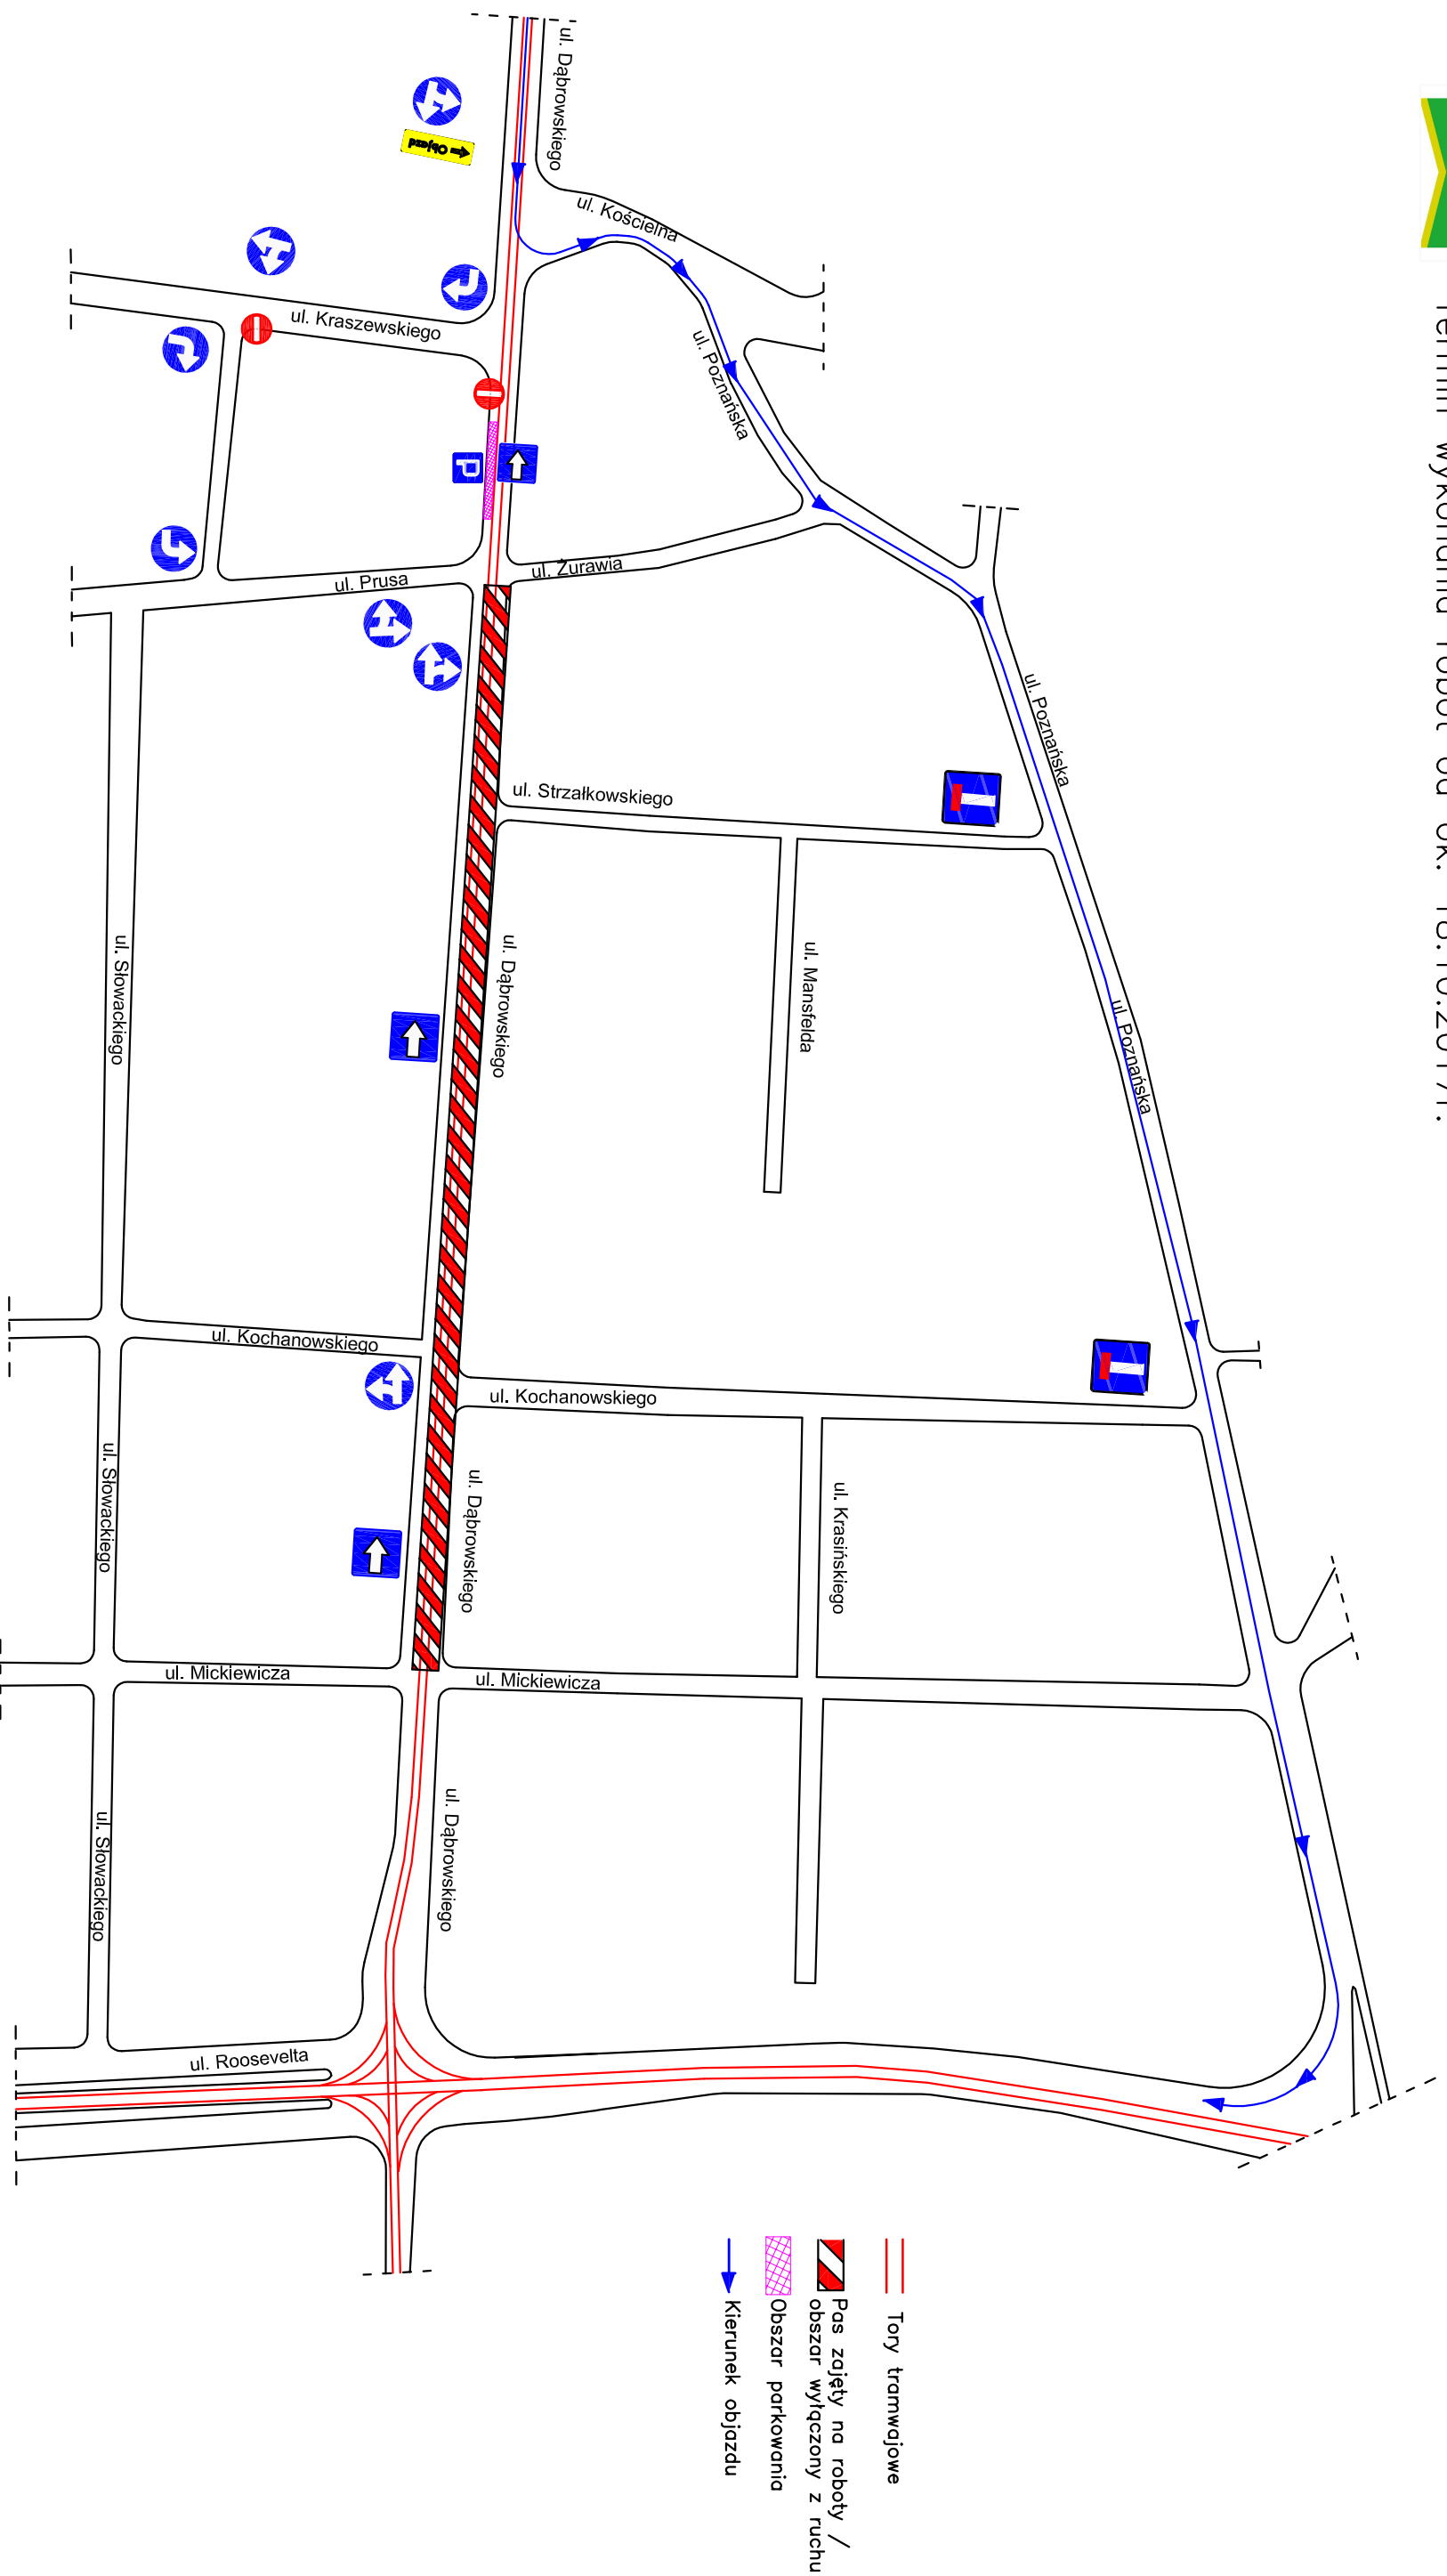 ul. Dąbrowskiego
ul. Kościelna
ul. Poznańska
← Objazd
ul. Kraszewskiego
P
ul. Żurawia
ul. Prusa
ul. Poznańska
ul. Strzałkowskiego
ul. Mansfelda
ul. Dąbrowskiego
ul. Słowackiego
ul. Poznańska
ul. Kochanowskiego
ul. Kochanowskiego
ul. Krasińskiego
ul. Dąbrowskiego
ul. Słowackiego
ul. Mickiewicza
ul. Mickiewicza
ul. Dąbrowskiego
ul. Słowackiego
ul. Roosevelta
Tory tramwajowe
Pas zajęty na roboty /
obszar wyłączony z ruchu
Obszar parkowania
Kierunek objazdu